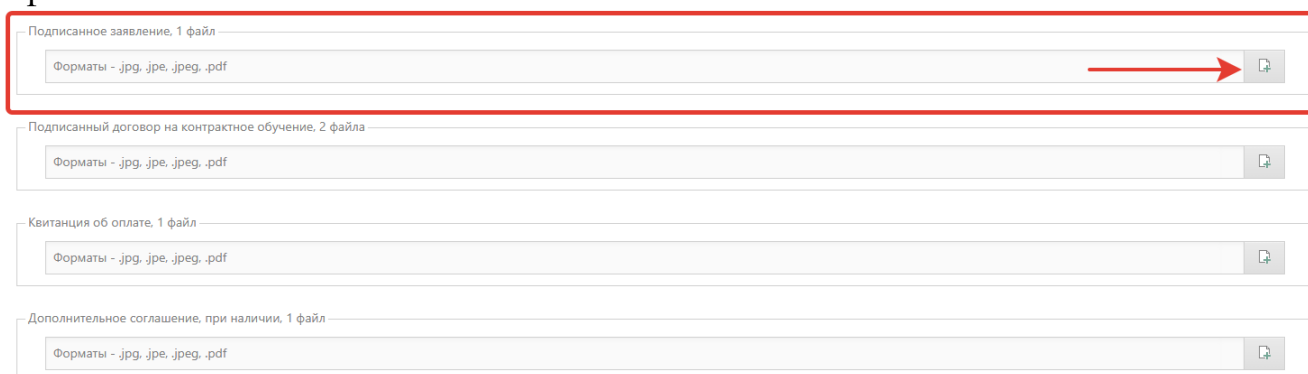 Подписанное заявление, 1 файл
Форматы - .jpg, .jpe, .jpeg, .pdf
Подписанный договор на контрактное обучение, 2 файла
Форматы - .jpg, .jpe, .jpeg, .pdf
Квитанция об оплате, 1 файл
Форматы - .jpg, .jpe, .jpeg, .pdf
Дополнительное соглашение, при наличии, 1 файл
Форматы - .jpg, .jpe, .jpeg, .pdf